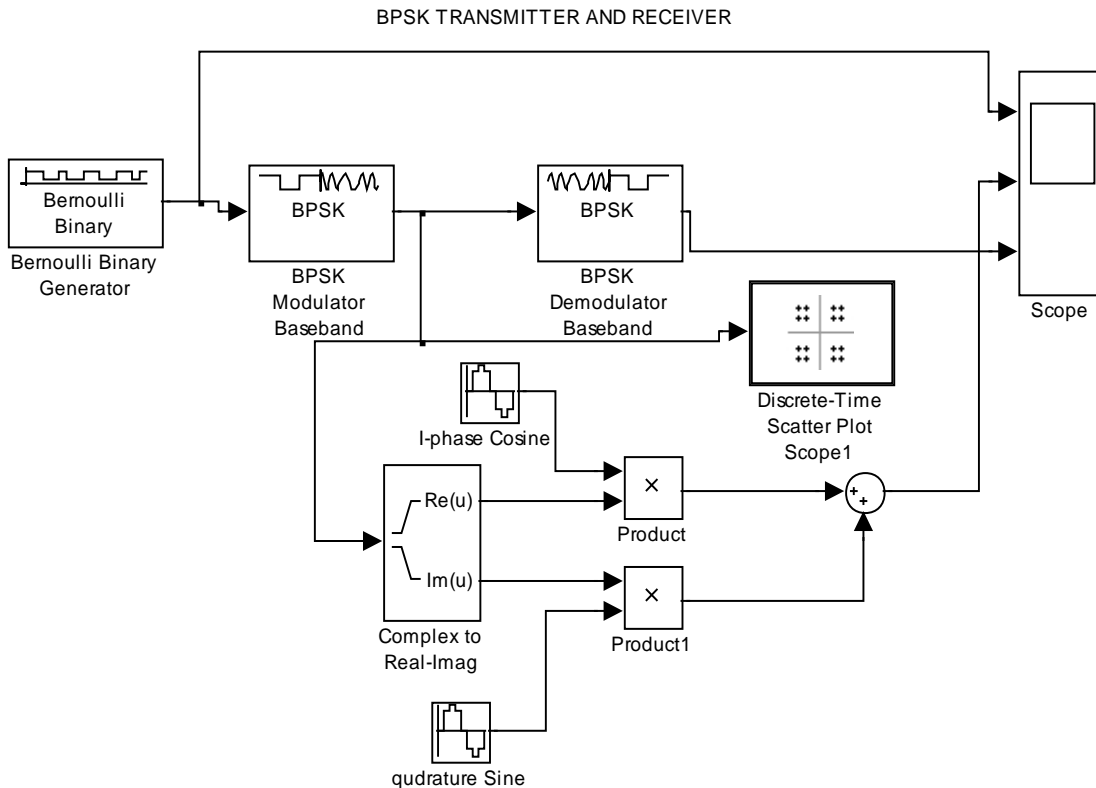 BPSK TRANSMITTER AND RECEIVER
Bernoulli
Binary
Bernoulli Binary
Generator
BPSK
BPSK
Modulator
Baseband
BPSK
BPSK
Demodulator
Baseband
Scope
Discrete-Time
Scatter Plot
Scope1
I-phase Cosine
Re(u)
Im(u)
Complex to
Real-Imag
×
Product
×
Product1
+
+
qudrature Sine